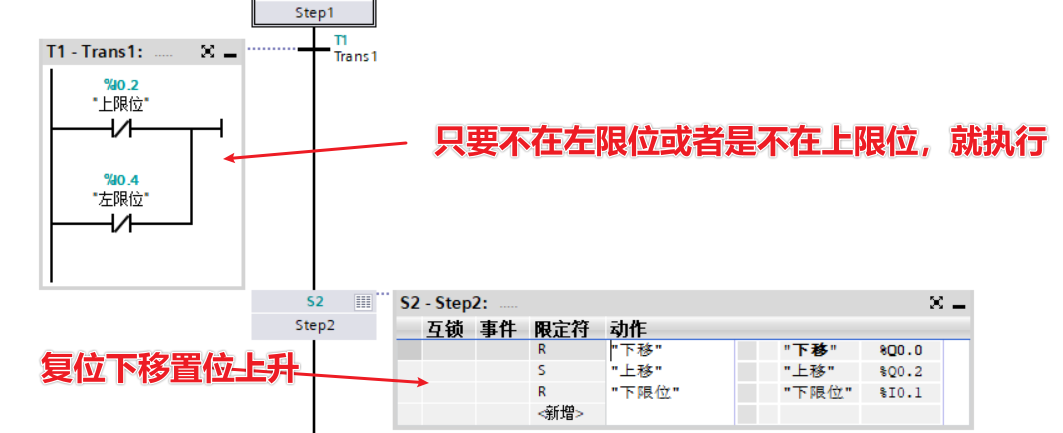 Step1
T1
Trans1
T1 - Trans1: .....
%I0.2
"上限位"
只要不在左限位或者是不在上限位，就执行
%I0.4
"左限位"
S2
Step2
S2 - Step2: .....
互锁 事件 限定符 动作
R "下移" "下移" %Q0.0
S "上移" "上移" %Q0.2
R "下限位" "下限位" %I0.1
<新增>
复位下移置位上升